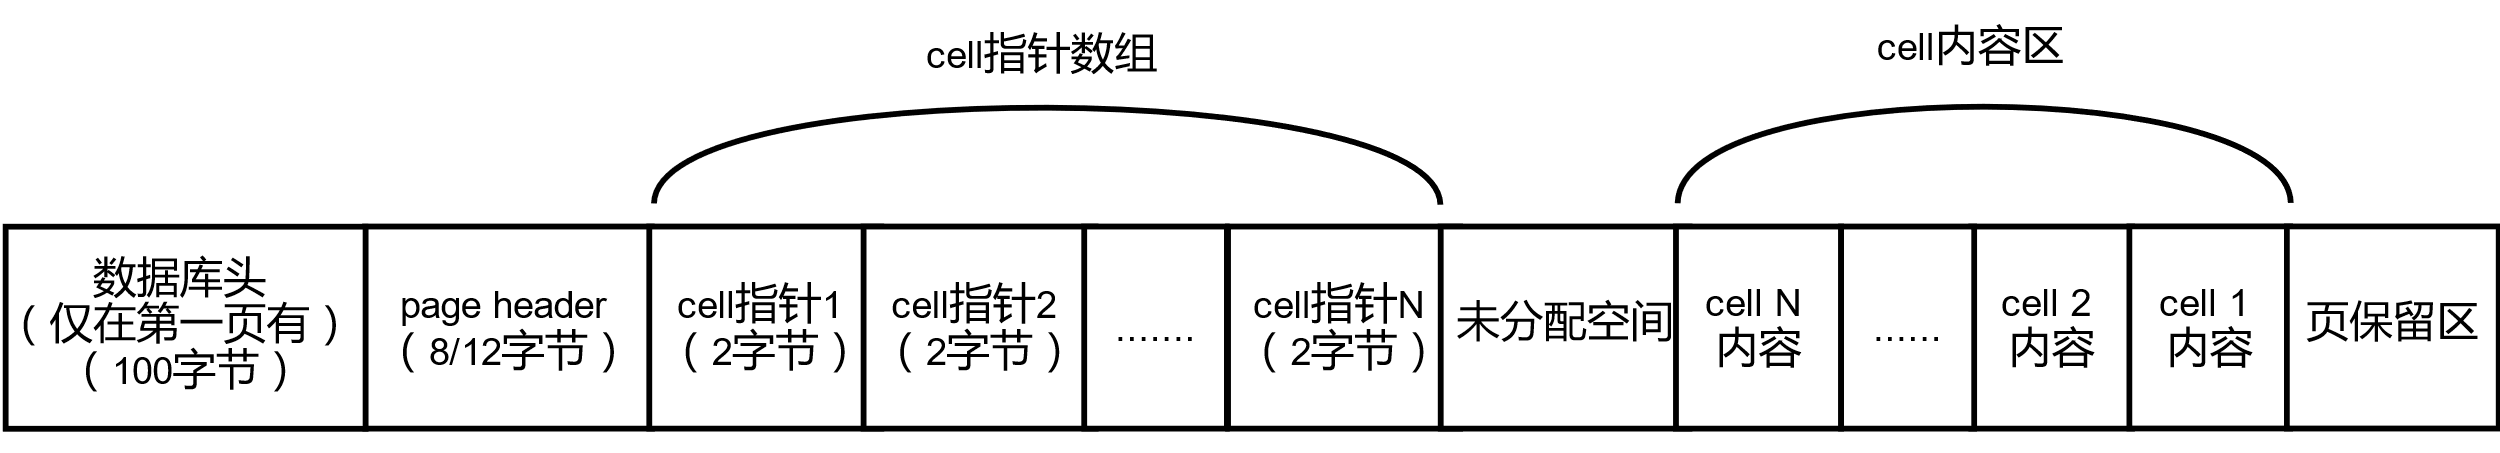 cell指针数组
cell内容区
数据库头
(仅在第一页有)
(100字节)
page header
(8/12字节)
cell指针1
(2字节)
cell指针2
(2字节)
.......
cell指针N
(2字节)
未分配空间
cell N
内容
......
cell 2
内容
cell 1
内容
页保留区